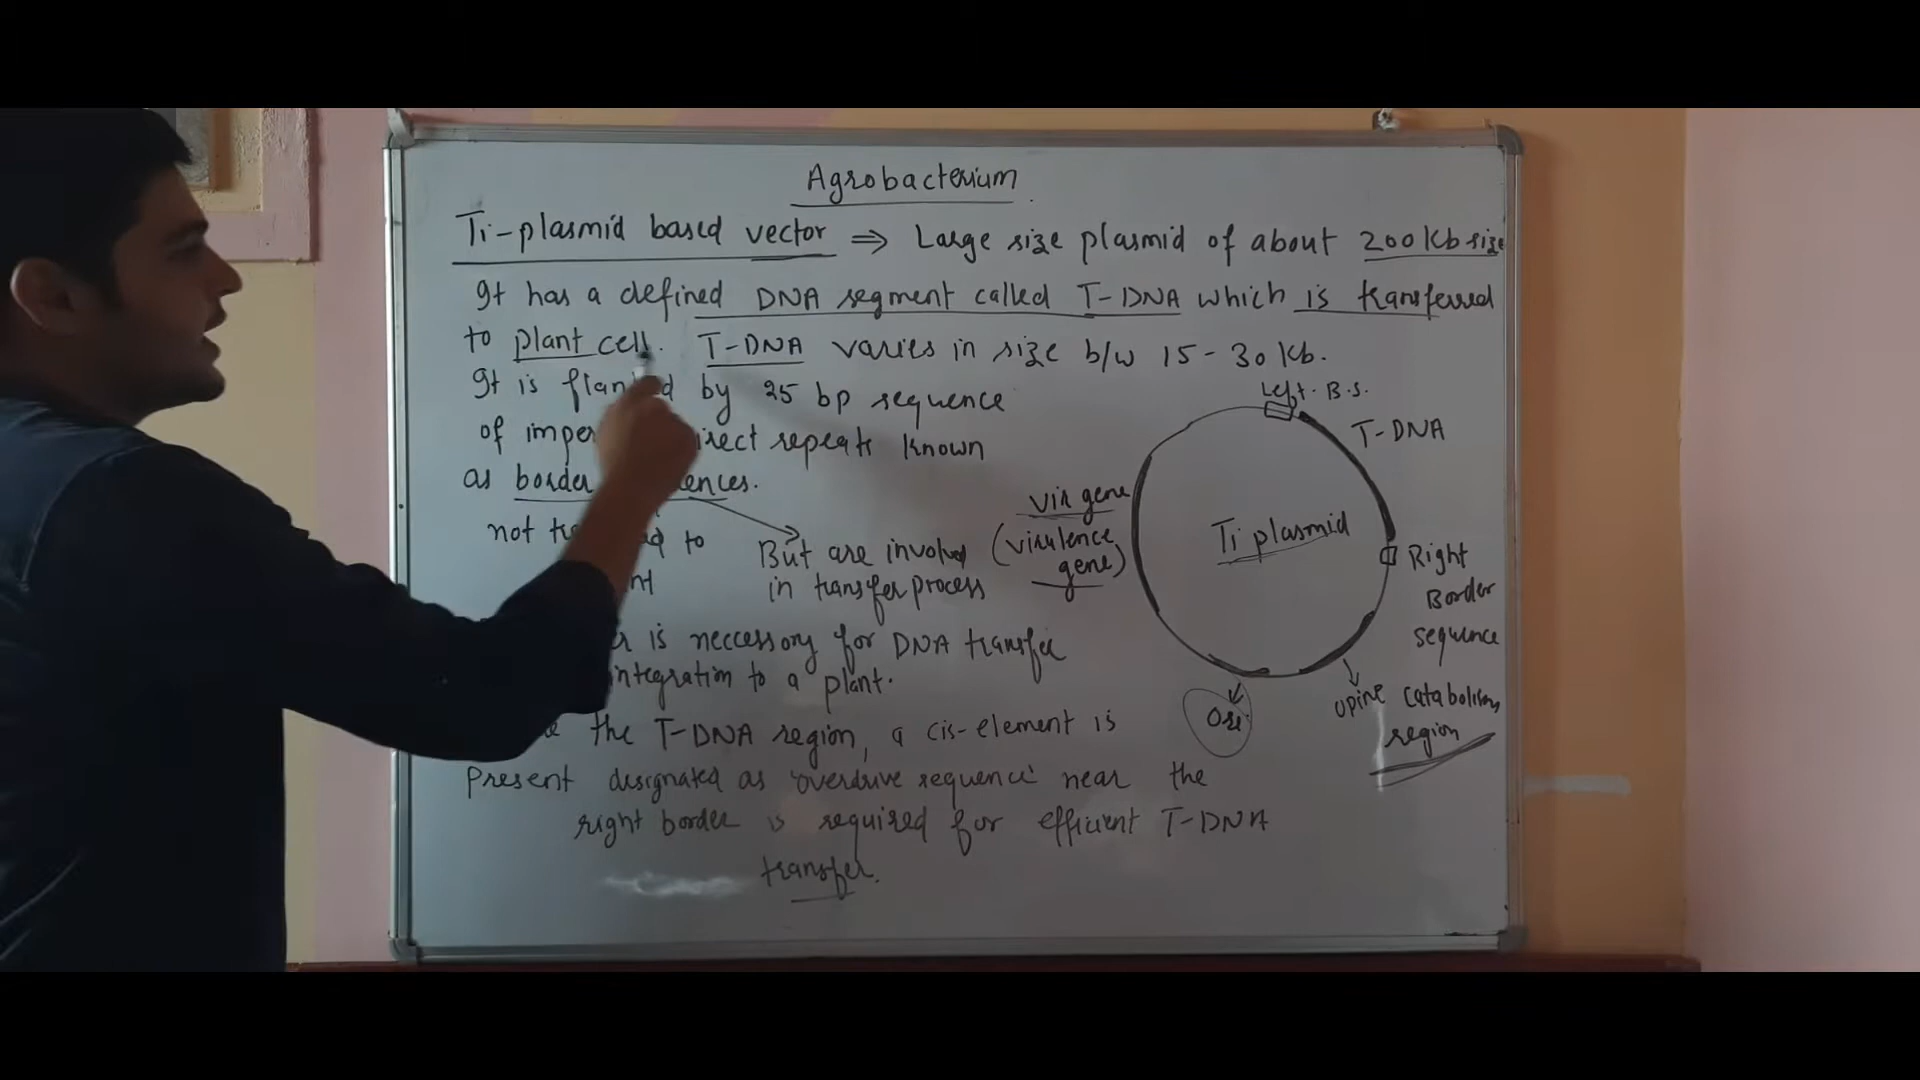 Agrobacterium
Ti-plasmid based vector ⇒ Large size plasmid of about 200 Kb size
It has a defined DNA segment called T-DNA which is transferred
to plant cell. T-DNA varies in size b/w 15-30 Kb.
It is by 25 bp sequence
of repeats known
as border
not to
But are involved
in transfer process
is neccessory for DNA transfer
to a plant.
the T-DNA region, a cis-element is
Present designated as 'overdrive sequence' near the
right border is required for efficient T-DNA
transfer.
Left. B.S.
T-DNA
Vir gene
(virulence
gene)
Ti plasmid
Right
Border
sequence
Opine Catabolism
region
Ori